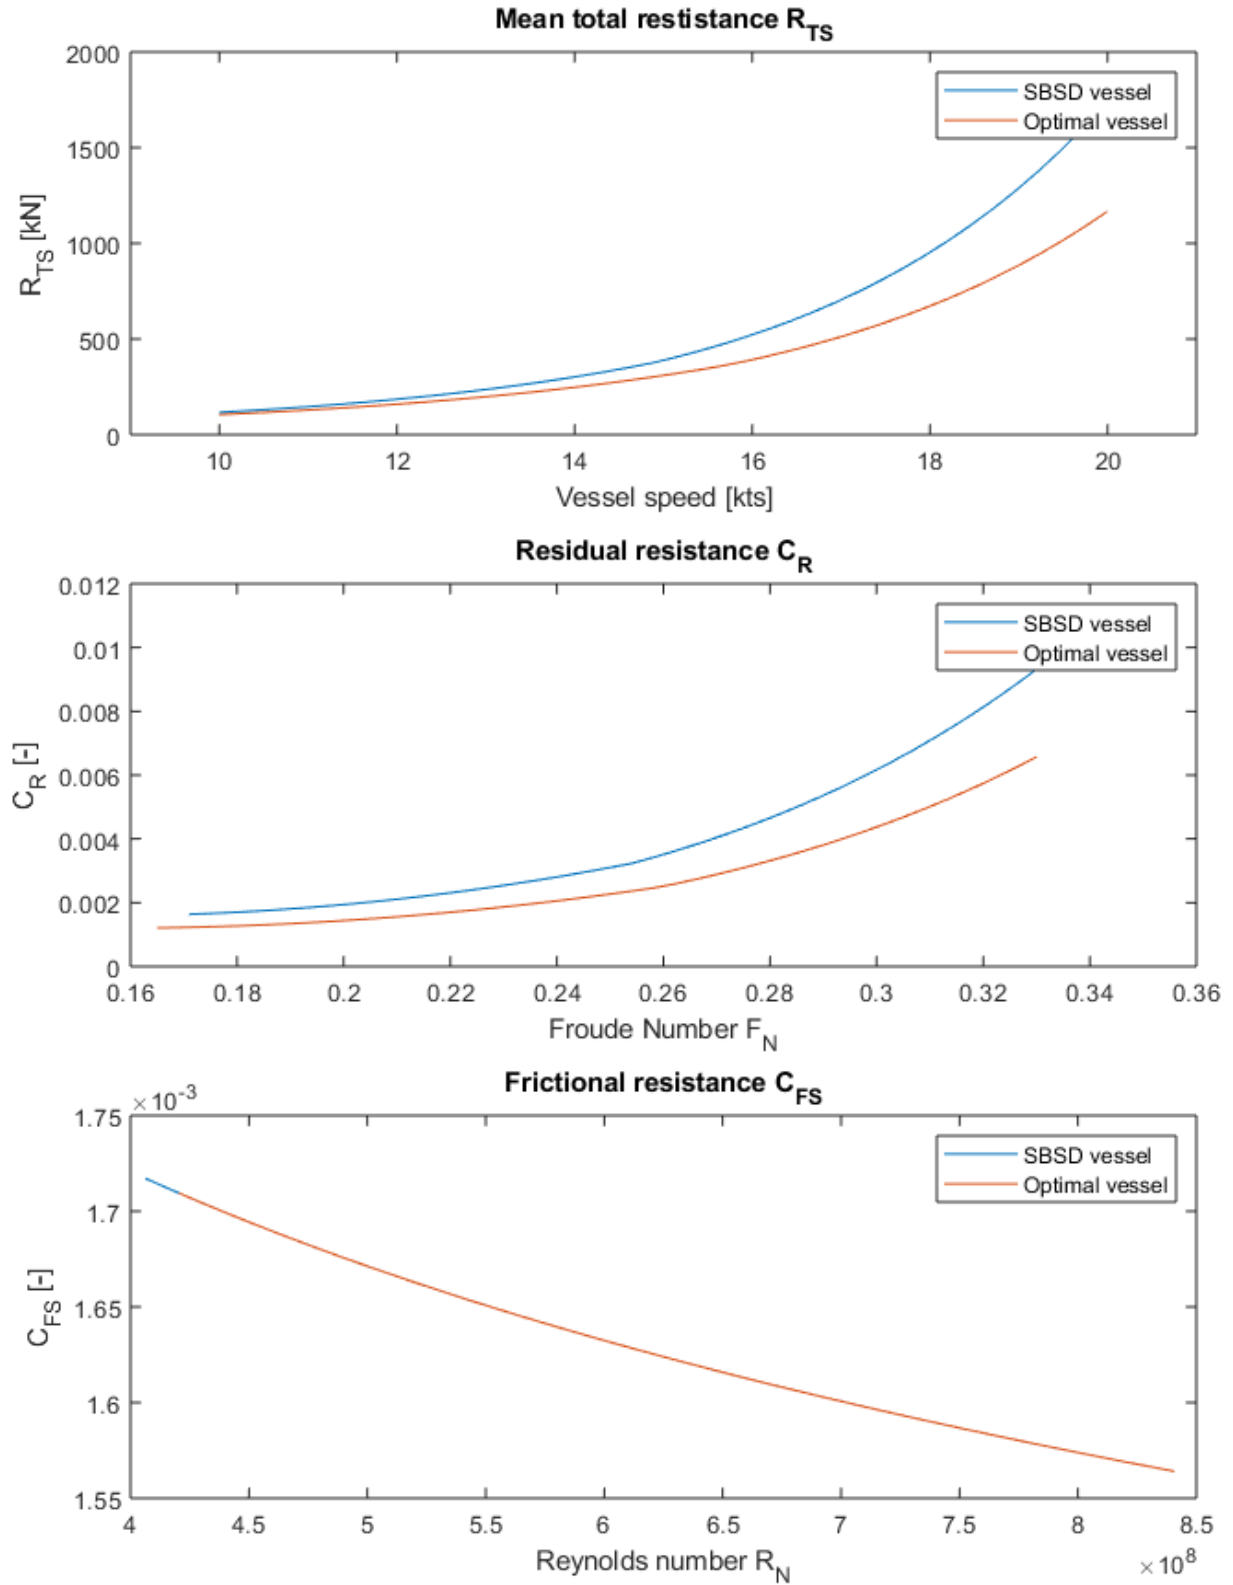 Mean total restistance R_TS
2000
1500
1000
500
0
R_TS [kN]
SBSD vessel
Optimal vessel
10 12 14 16 18 20
Vessel speed [kts]
Residual resistance C_R
0.012
0.01
0.008
0.006
0.004
0.002
0
C_R [-]
SBSD vessel
Optimal vessel
0.16 0.18 0.2 0.22 0.24 0.26 0.28 0.3 0.32 0.34 0.36
Froude Number F_N
Frictional resistance C_FS
×10^-3
1.75
1.7
1.65
1.6
1.55
C_FS [-]
SBSD vessel
Optimal vessel
4 4.5 5 5.5 6 6.5 7 7.5 8 8.5
Reynolds number R_N
×10^8